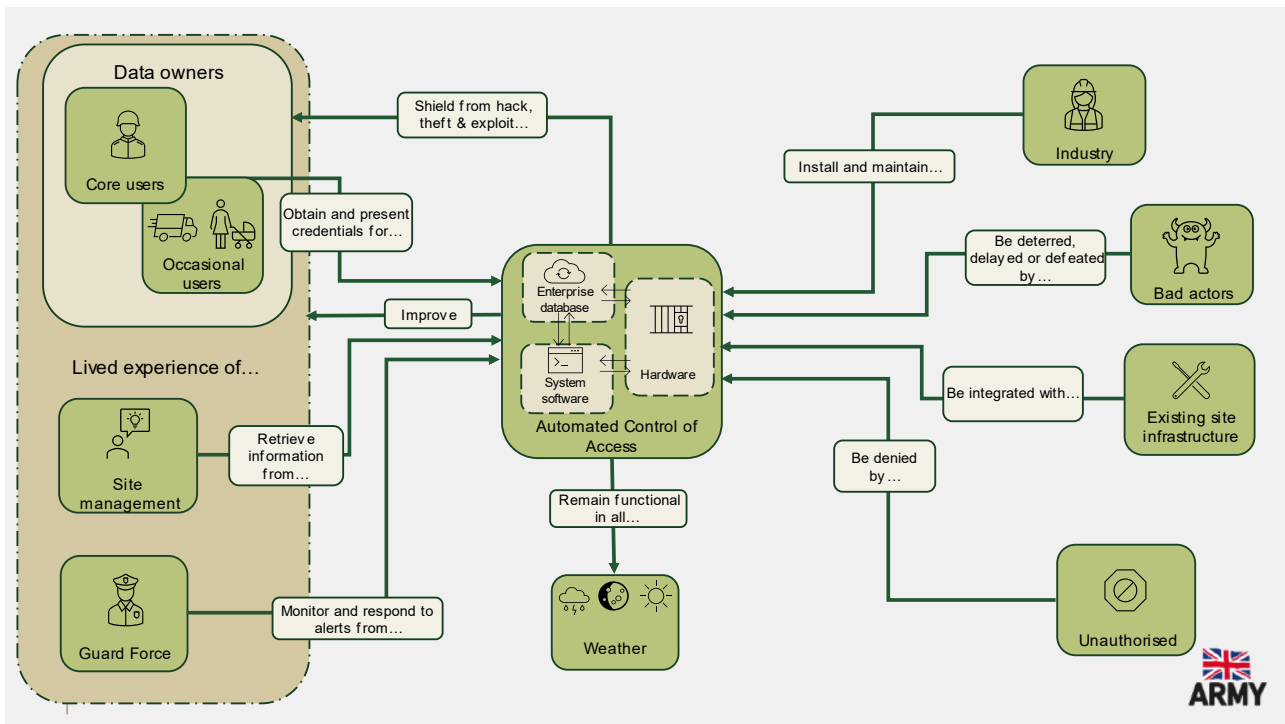 Data owners
Core users
Occasional
users
Shield from hack,
theft & exploit…
Obtain and present
credentials for…
Improve
Lived experience of…
Site
management
Retrieve
information
from…
Guard Force
Monitor and respond to
alerts from…
Enterprise
database
System
software
Hardware
Automated Control of
Access
Remain functional
in all…
Weather
Industry
Install and maintain…
Bad actors
Be deterred,
delayed or defeated
by…
Existing site
infrastructure
Be integrated with…
Be denied
by…
Unauthorised
ARMY